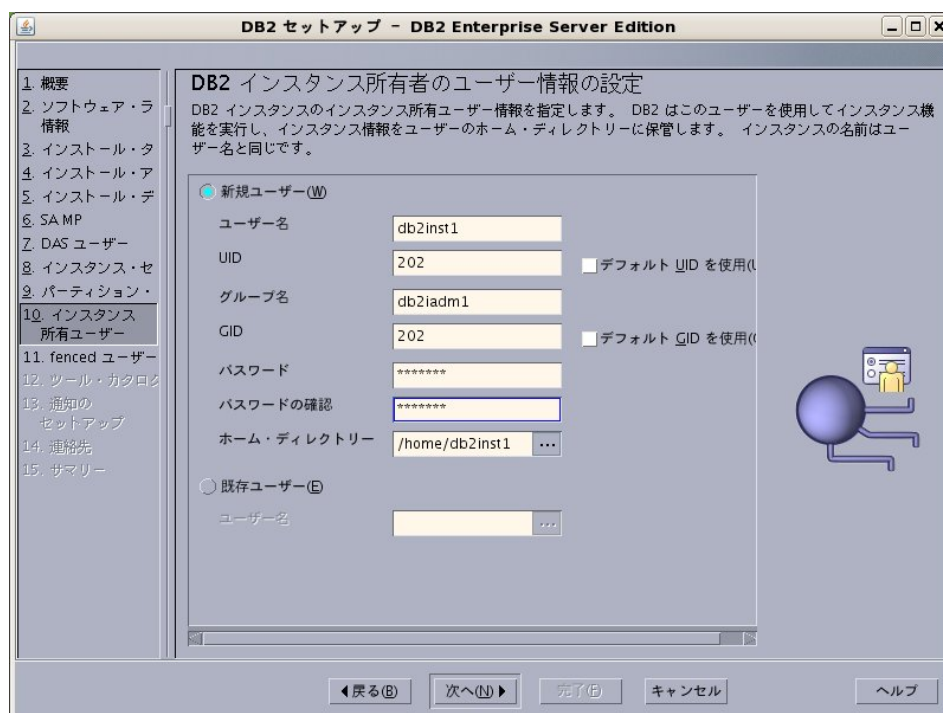 DB2 セットアップ - DB2 Enterprise Server Edition
1. 概要
2. ソフトウェア・ラ
情報
3. インストール・タ
4. インストール・ア
5. インストール・デ
6. SA MP
7. DAS ユーザー
8. インスタンス・セ
9. パーティション・
10. インスタンス
所有ユーザー
11. fenced ユーザー
12. ツール・カタログ
13. 通知の
セットアップ
14. 連絡先
15. サマリー
DB2 インスタンス所有者のユーザー情報の設定
DB2 インスタンスのインスタンス所有ユーザー情報を指定します。 DB2 はこのユーザーを使用してインスタンス機
能を実行し、インスタンス情報をユーザーのホーム・ディレクトリーに保管します。 インスタンスの名前はユー
ザー名と同じです。
新規ユーザー(W)
ユーザー名 db2inst1
UID 202 デフォルト UID を使用(U
グループ名 db2iadm1
GID 202 デフォルト GID を使用(
パスワード *******
パスワードの確認 *******
ホーム・ディレクトリー /home/db2inst1 ...
既存ユーザー(E)
ユーザー名 ...
戻る(B) 次へ(N) 完了(F) キャンセル ヘルプ